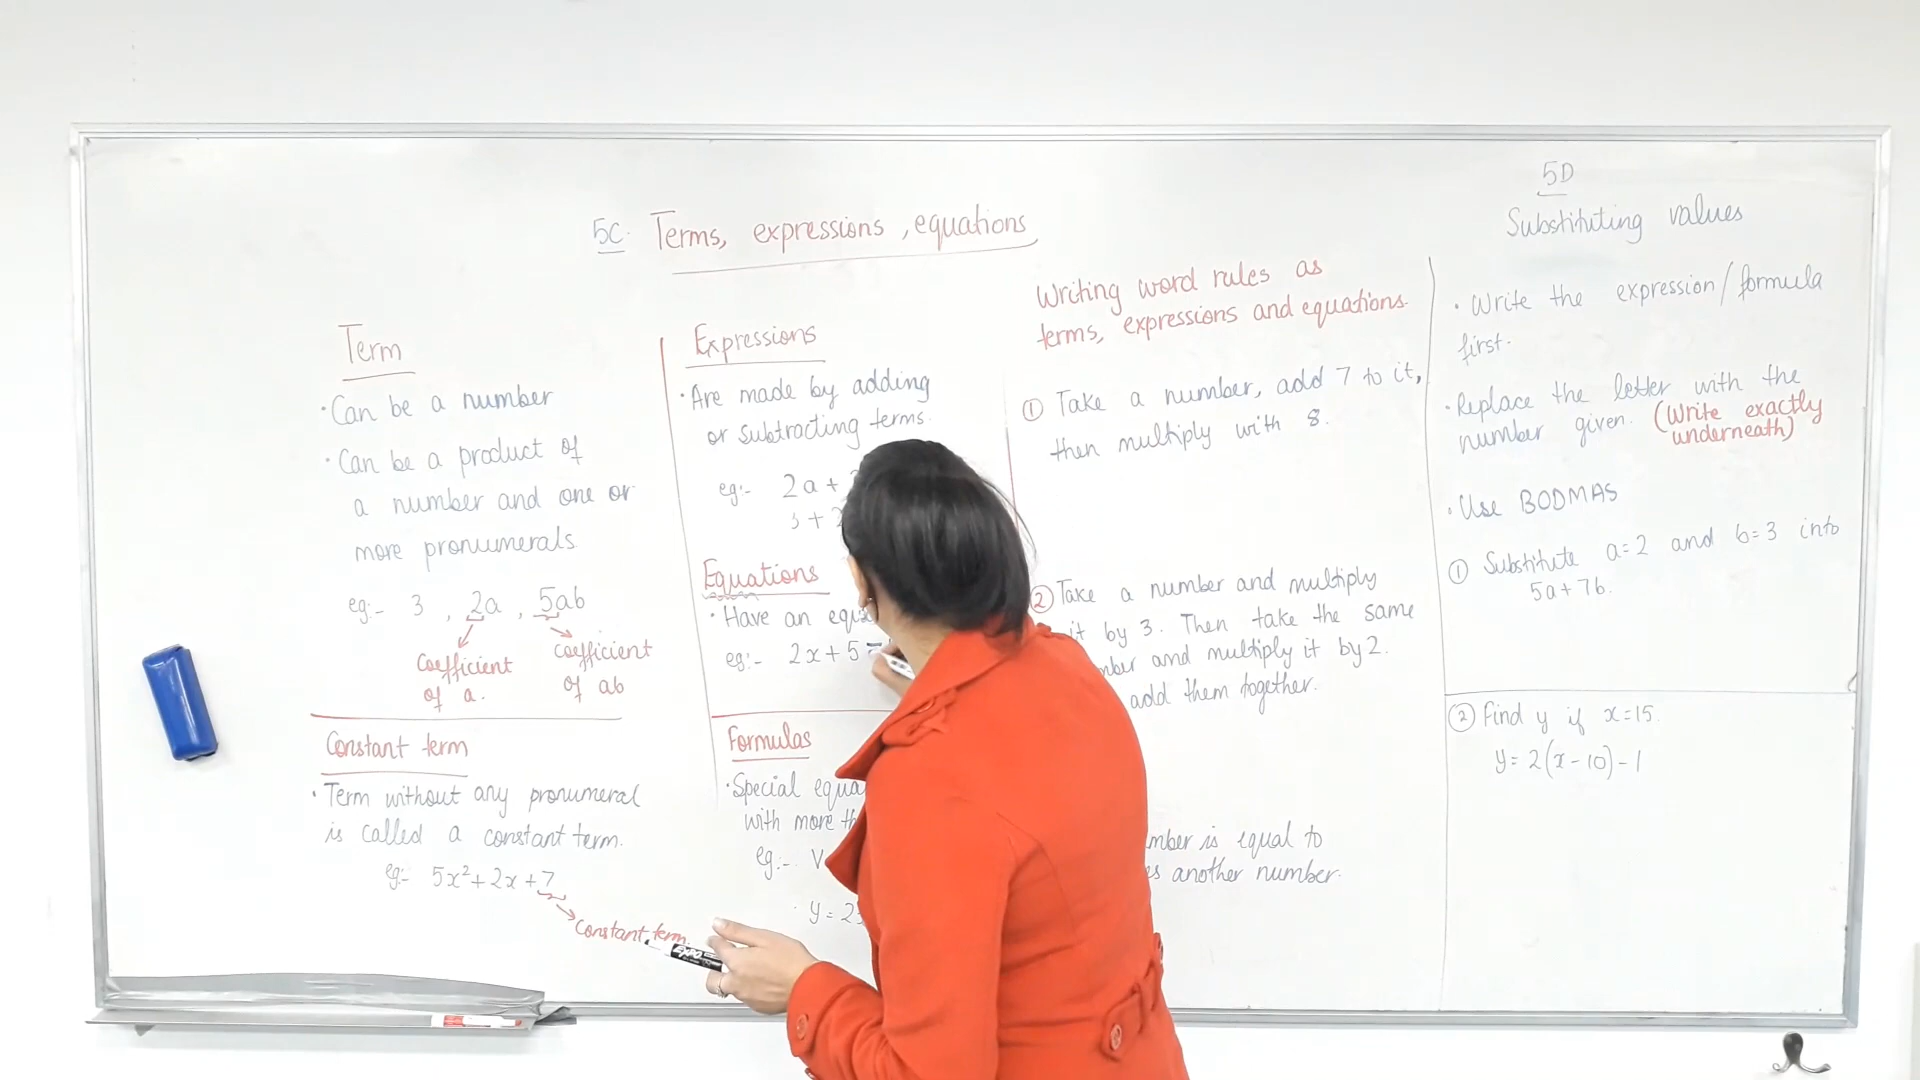 5C. Terms, expressions, equations
Term
• Can be a number
• Can be a product of
a number and one or
more pronumerals.
eg:- 3 , 2a , 5ab
Coefficient
of a.
coefficient
of ab
Constant term
• Term without any pronumeral
is called a constant term.
eg:- 5x²+2x+7
Constant term.
EXPO
Expressions
• Are made by adding
or subtracting terms.
eg:- 2a +
3 +
Equations
• Have an
eg:- 2x+5 =
Formulas
• Special
with more
eg:- V
• y = 2
Writing word rules as
terms, expressions and equations.
① Take a number, add 7 to it,
then multiply with 8.
② Take a number and multiply
it by 3. Then take the same
and multiply it by 2.
add them together.
is equal to
another number.
5D
Substituting values
• Write the expression/formula
first.
• Replace the letter with the
number given. (Write exactly
underneath)
• Use BODMAS
① Substitute a=2 and b=3 into
5a+7b.
② Find y if x=15.
y= 2(x-10)-1